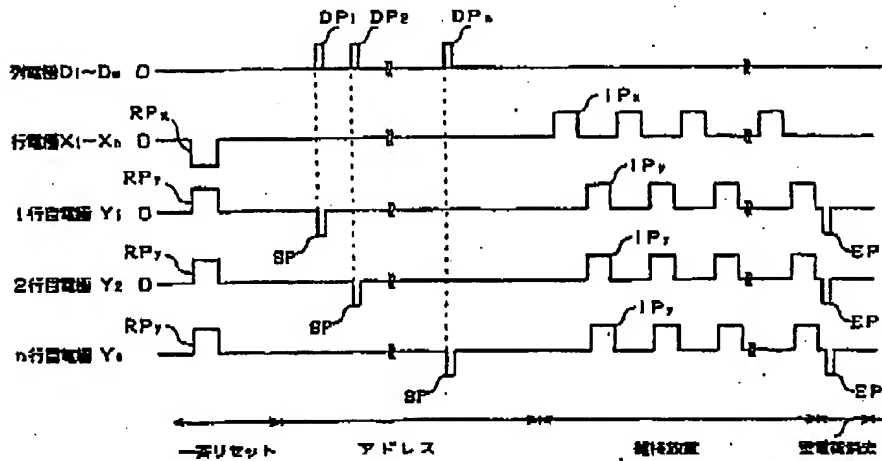 DP₁ DP₂ DPₙ
列電極D₁~Dₘ 0
RPx IPx
行電極X₁~Xₙ 0
RPy IPy
1行目電極 Y₁ 0
SP EP
RPy IPy
2行目電極 Y₂ 0
SP EP
RPy IPy
n行目電極 Yₙ
SP EP
一斉リセット アドレス 維持放電 壁電荷消去